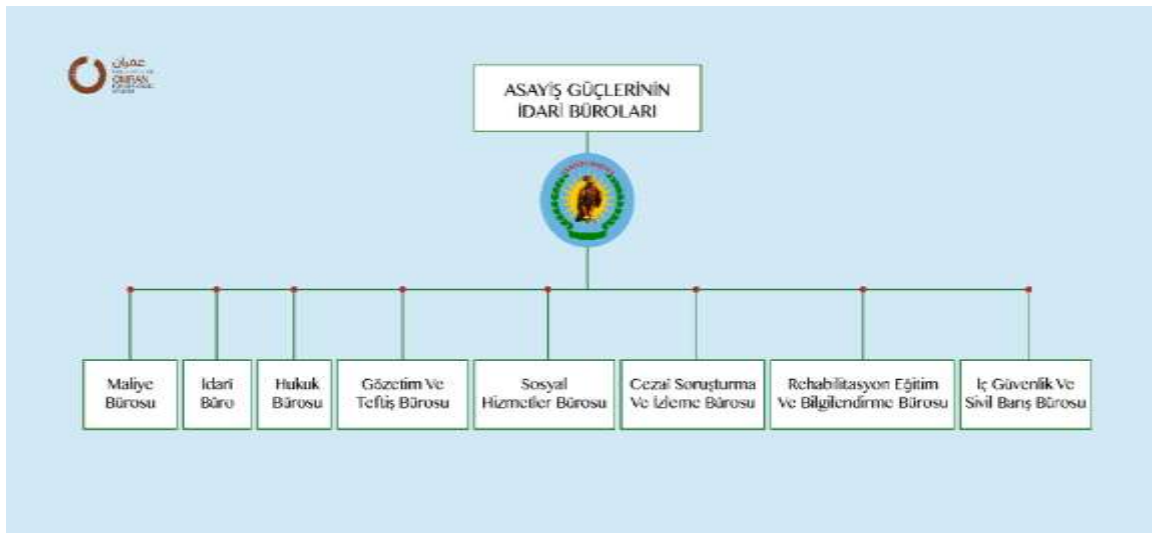 عمران
OMRAN
ASAYİŞ GÜÇLERİNİN
İDARİ BÜROLARI
Maliye
Bürosu
İdari
Büro
Hukuk
Bürosu
Gözetim Ve
Teftiş Bürosu
Sosyal
Hizmetler Bürosu
Cezai Soruşturma
Ve İzleme Bürosu
Rehabilitasyon Eğitim
Ve Bilgilendirme Bürosu
İç Güvenlik Ve
Sivil Barış Bürosu